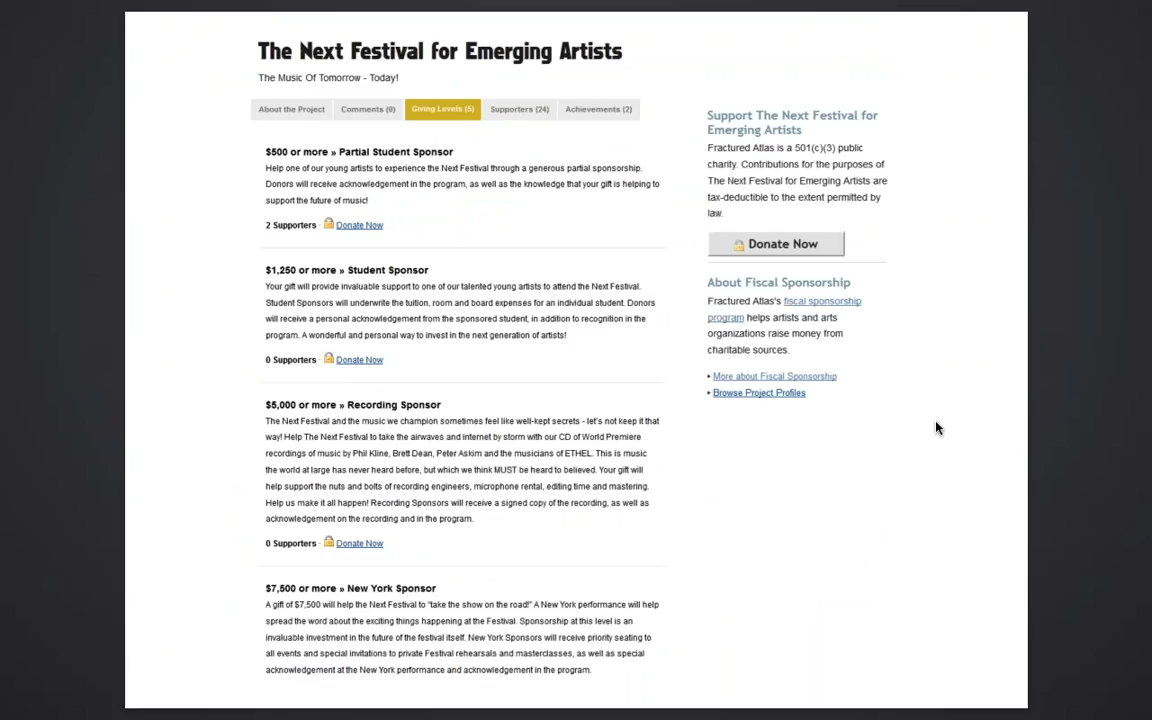 The Next Festival for Emerging Artists
The Music Of Tomorrow - Today!
About the Project
Comments (0)
Giving Levels (5)
Supporters (24)
Achievements (2)
$500 or more » Partial Student Sponsor
Help one of our young artists to experience the Next Festival through a generous partial sponsorship.
Donors will receive acknowledgement in the program, as well as the knowledge that your gift is helping to
support the future of music!
2 Supporters · Donate Now
$1,250 or more » Student Sponsor
Your gift will provide invaluable support to one of our talented young artists to attend the Next Festival.
Student Sponsors will underwrite the tuition, room and board expenses for an individual student. Donors
will receive a personal acknowledgement from the sponsored student, in addition to recognition in the
program. A wonderful and personal way to invest in the next generation of artists!
0 Supporters · Donate Now
$5,000 or more » Recording Sponsor
The Next Festival and the music we champion sometimes feel like well-kept secrets - let's not keep it that
way! Help The Next Festival to take the airwaves and internet by storm with our CD of World Premiere
recordings of music by Phil Kline, Brett Dean, Peter Askim and the musicians of ETHEL. This is music
the world at large has never heard before, but which we think MUST be heard to believed. Your gift will
help support the nuts and bolts of recording engineers, microphone rental, editing time and mastering.
Help us make it all happen! Recording Sponsors will receive a signed copy of the recording, as well as
acknowledgement on the recording and in the program.
0 Supporters · Donate Now
$7,500 or more » New York Sponsor
A gift of $7,500 will help the Next Festival to "take the show on the road!" A New York performance will help
spread the word about the exciting things happening at the Festival. Sponsorship at this level is an
invaluable investment in the future of the festival itself. New York Sponsors will receive priority seating to
all events and special invitations to private Festival rehearsals and masterclasses, as well as special
acknowledgement at the New York performance and acknowledgement in the program.
Support The Next Festival for
Emerging Artists
Fractured Atlas is a 501(c)(3) public
charity. Contributions for the purposes of
The Next Festival for Emerging Artists are
tax-deductible to the extent permitted by
law.
Donate Now
About Fiscal Sponsorship
Fractured Atlas's fiscal sponsorship
program helps artists and arts
organizations raise money from
charitable sources.
More about Fiscal Sponsorship
Browse Project Profiles